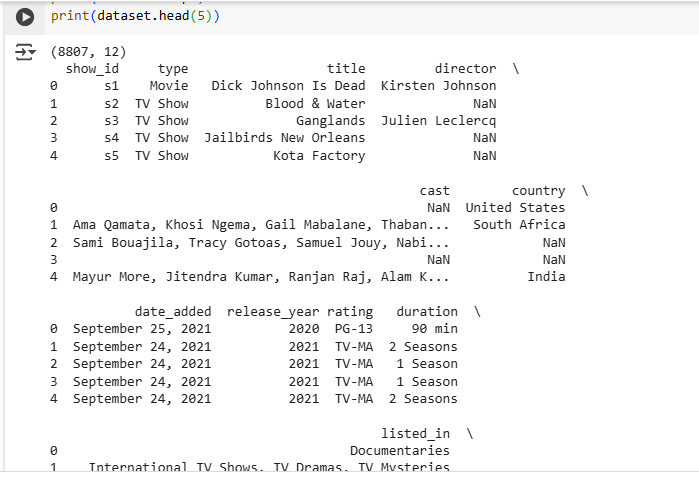 print(dataset.head(5))
(8807, 12)
  show_id     type                  title         director  \
0      s1    Movie   Dick Johnson Is Dead  Kirsten Johnson
1      s2  TV Show          Blood & Water              NaN
2      s3  TV Show              Ganglands  Julien Leclercq
3      s4  TV Show  Jailbirds New Orleans              NaN
4      s5  TV Show           Kota Factory              NaN
                                                cast        country  \
0                                                NaN  United States
1  Ama Qamata, Khosi Ngema, Gail Mabalane, Thaban...   South Africa
2  Sami Bouajila, Tracy Gotoas, Samuel Jouy, Nabi...            NaN
3                                                NaN            NaN
4  Mayur More, Jitendra Kumar, Ranjan Raj, Alam K...          India
           date_added  release_year rating   duration  \
0  September 25, 2021          2020  PG-13     90 min
1  September 24, 2021          2021  TV-MA  2 Seasons
2  September 24, 2021          2021  TV-MA   1 Season
3  September 24, 2021          2021  TV-MA   1 Season
4  September 24, 2021          2021  TV-MA  2 Seasons
                                           listed_in  \
0                                      Documentaries
1    International TV Shows, TV Dramas, TV Mysteries